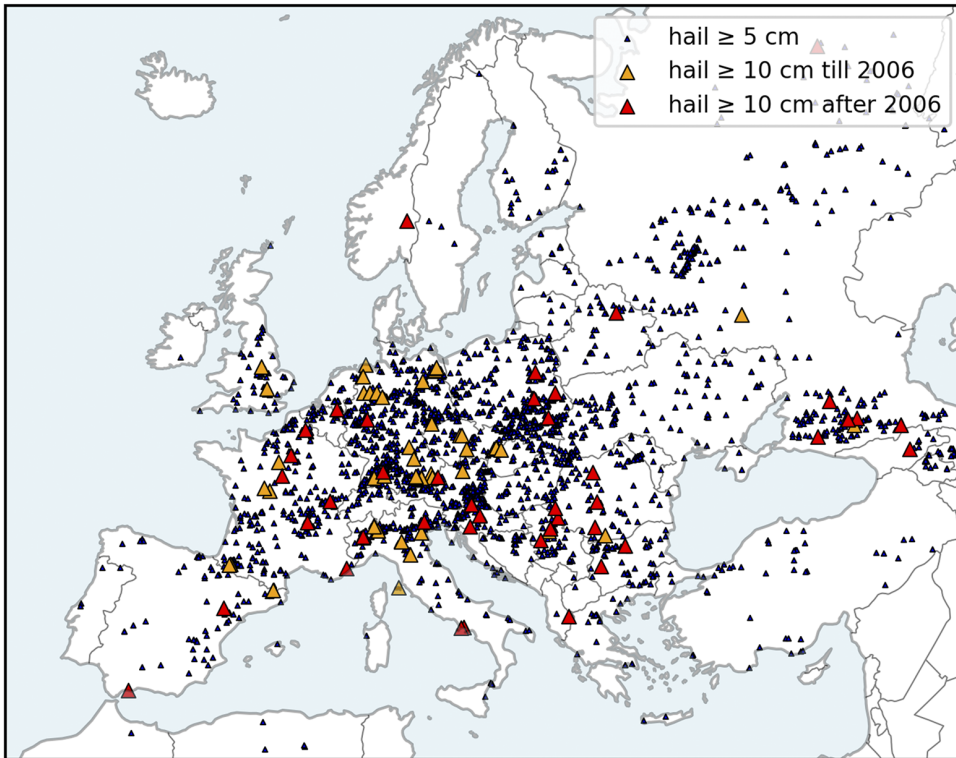 hail ≥ 5 cm
hail ≥ 10 cm till 2006
hail ≥ 10 cm after 2006